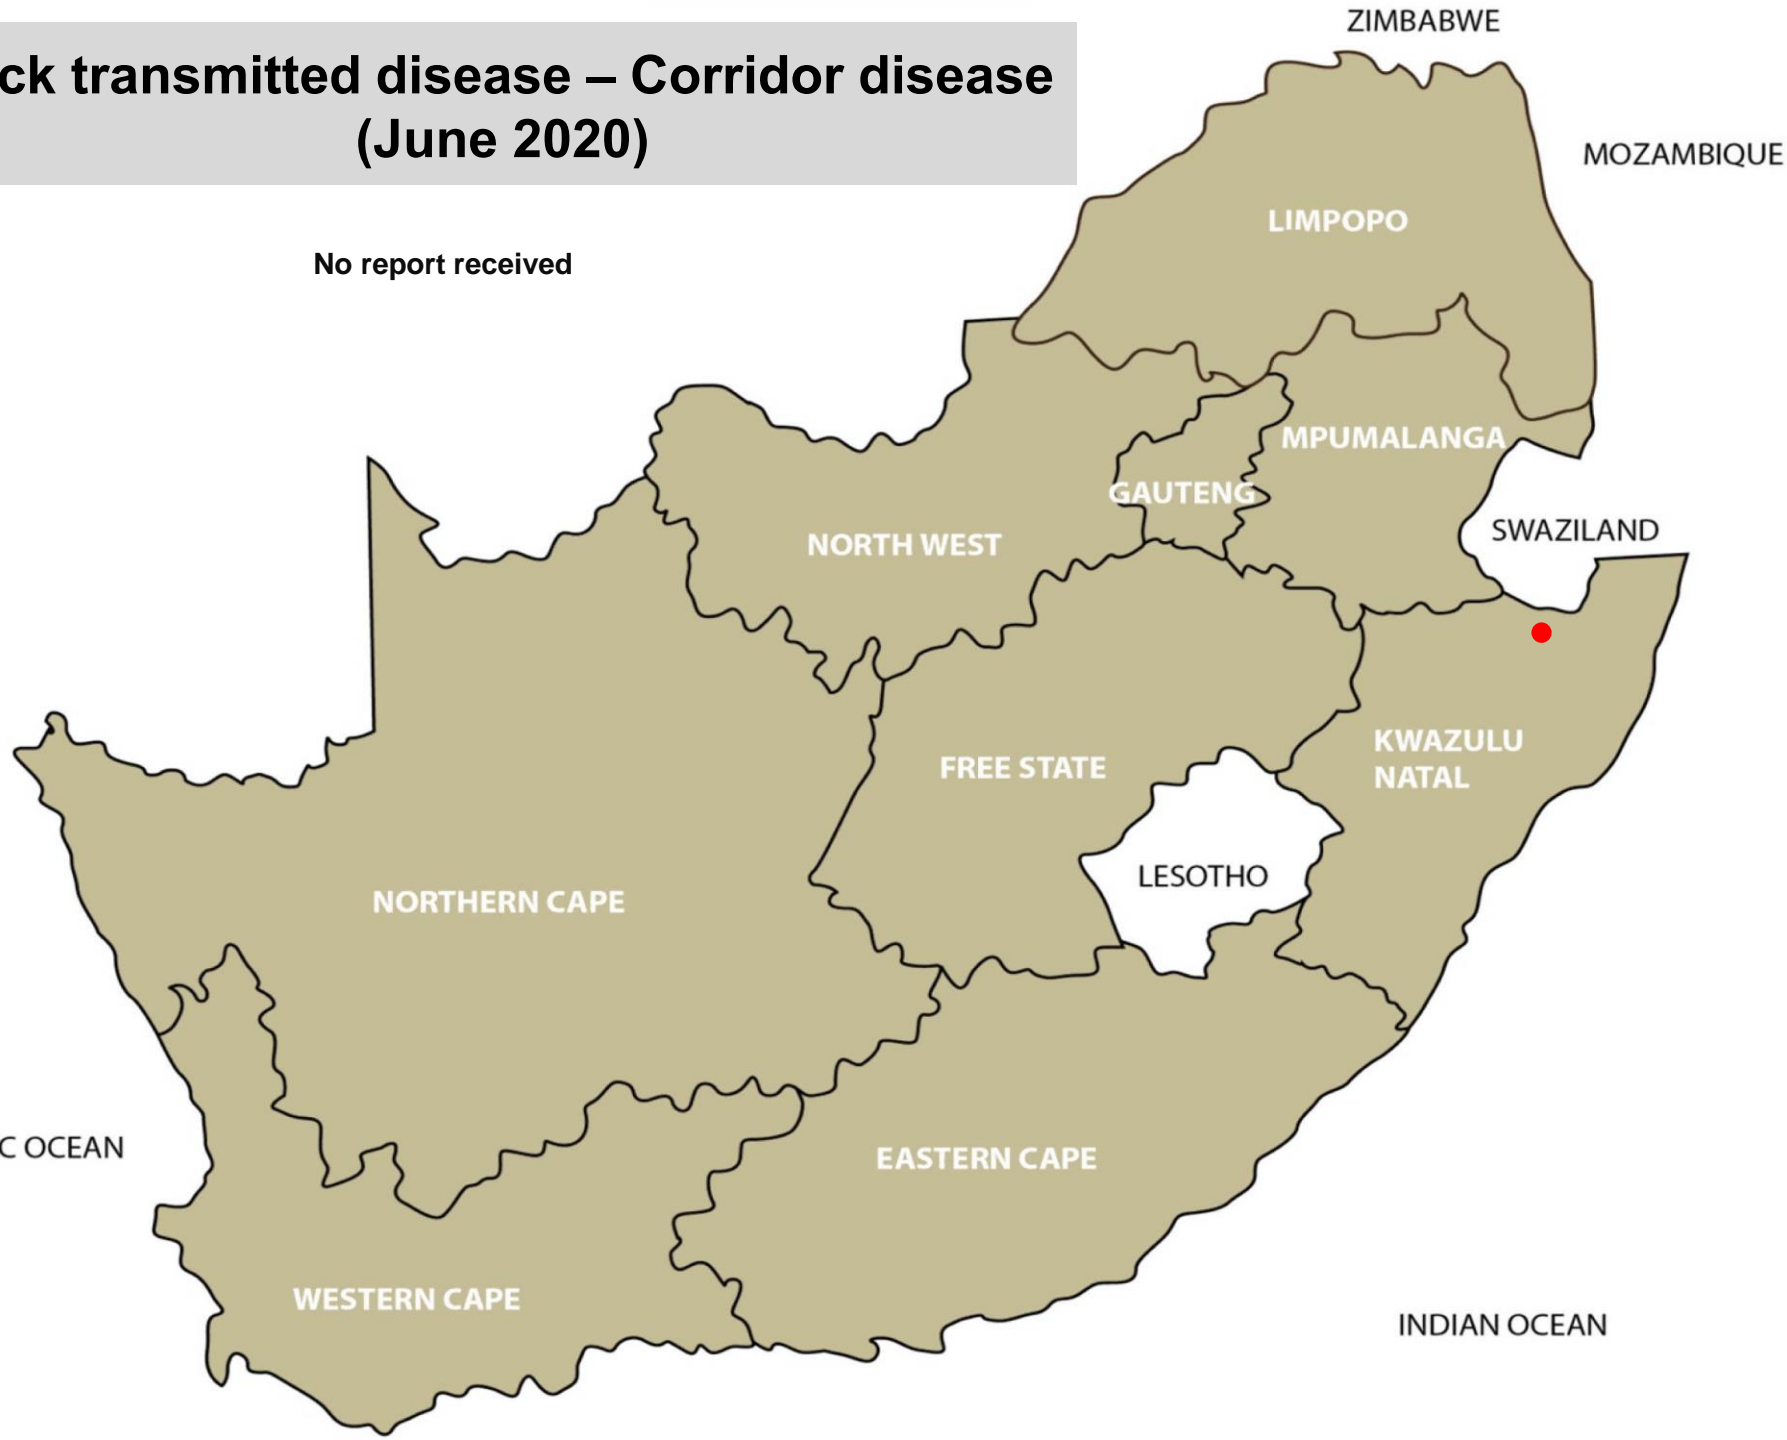 ck transmitted disease – Corridor disease
(June 2020)
ZIMBABWE
MOZAMBIQUE
LIMPOPO
No report received
MPUMALANGA
GAUTENG
SWAZILAND
NORTH WEST
KWAZULU
NATAL
FREE STATE
LESOTHO
NORTHERN CAPE
C OCEAN
EASTERN CAPE
WESTERN CAPE
INDIAN OCEAN